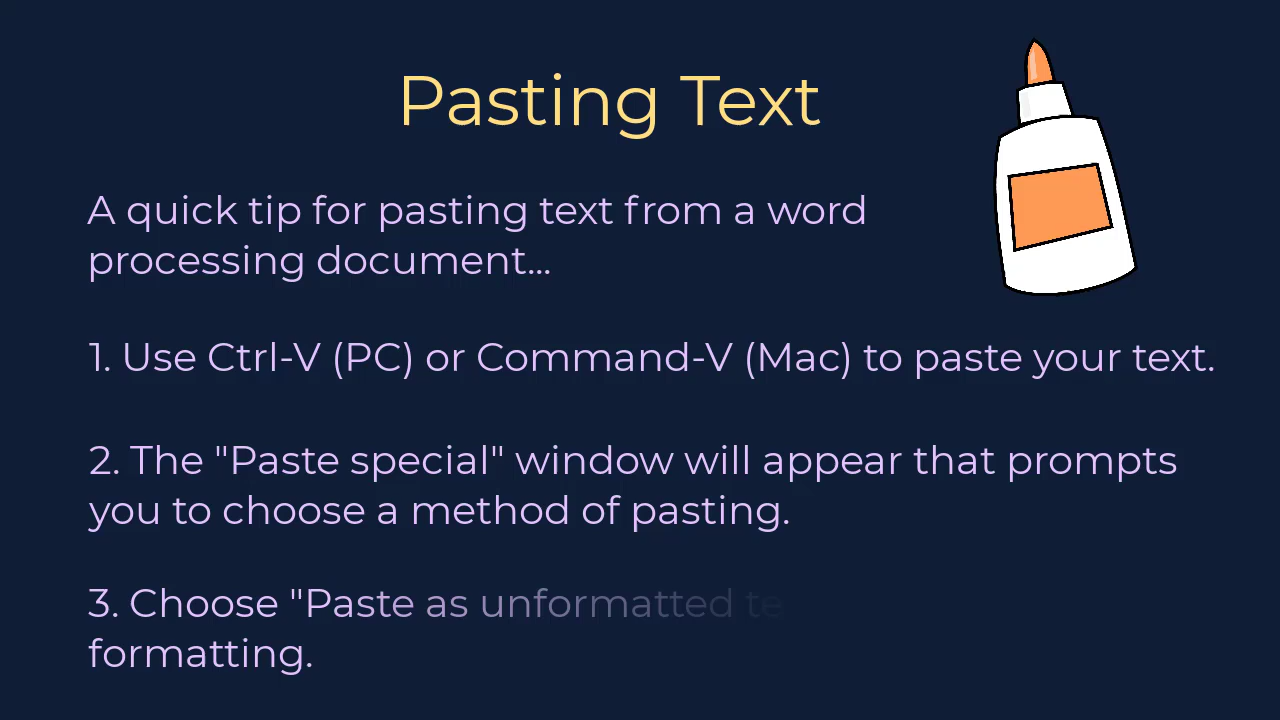 Pasting Text
A quick tip for pasting text from a word
processing document...
1. Use Ctrl-V (PC) or Command-V (Mac) to paste your text.
2. The "Paste special" window will appear that prompts
you to choose a method of pasting.
3. Choose "Paste as unformatted
formatting.